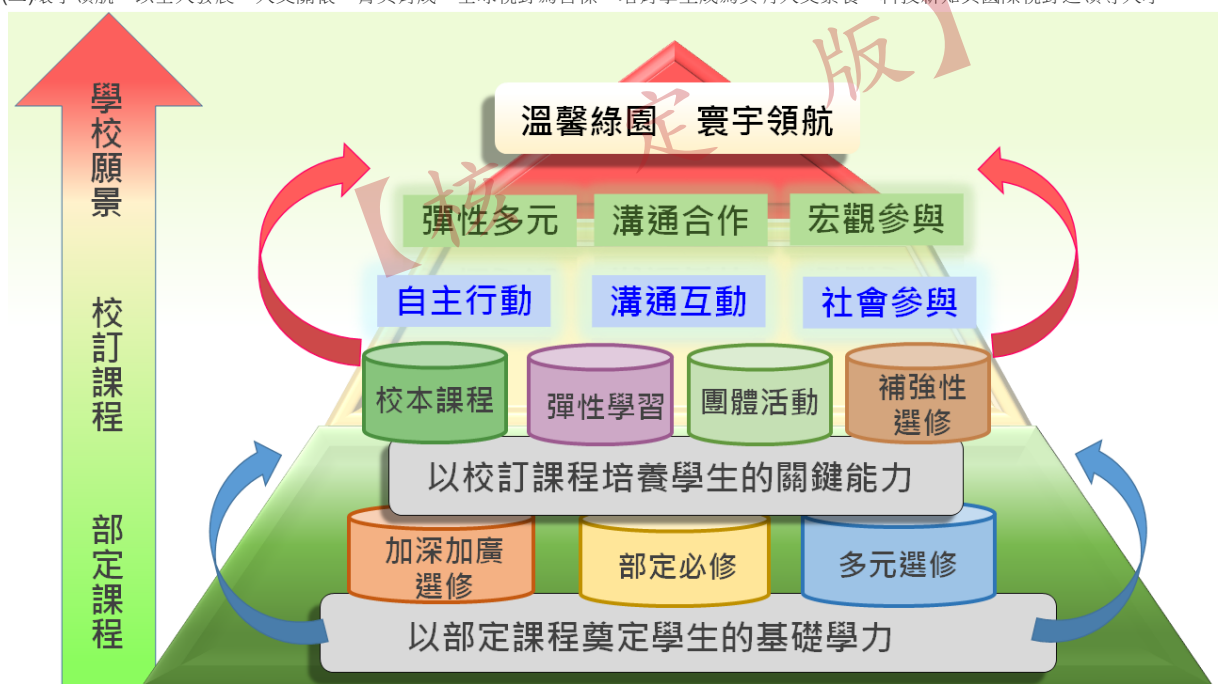 學校願景
校訂課程
部定課程
溫馨綠園 寰宇領航
彈性多元 溝通合作 宏觀參與
自主行動 溝通互動 社會參與
校本課程 彈性學習 團體活動 補強性
選修
以校訂課程培養學生的關鍵能力
加深加廣
選修 部定必修 多元選修
以部定課程奠定學生的基礎學力
【核定版】